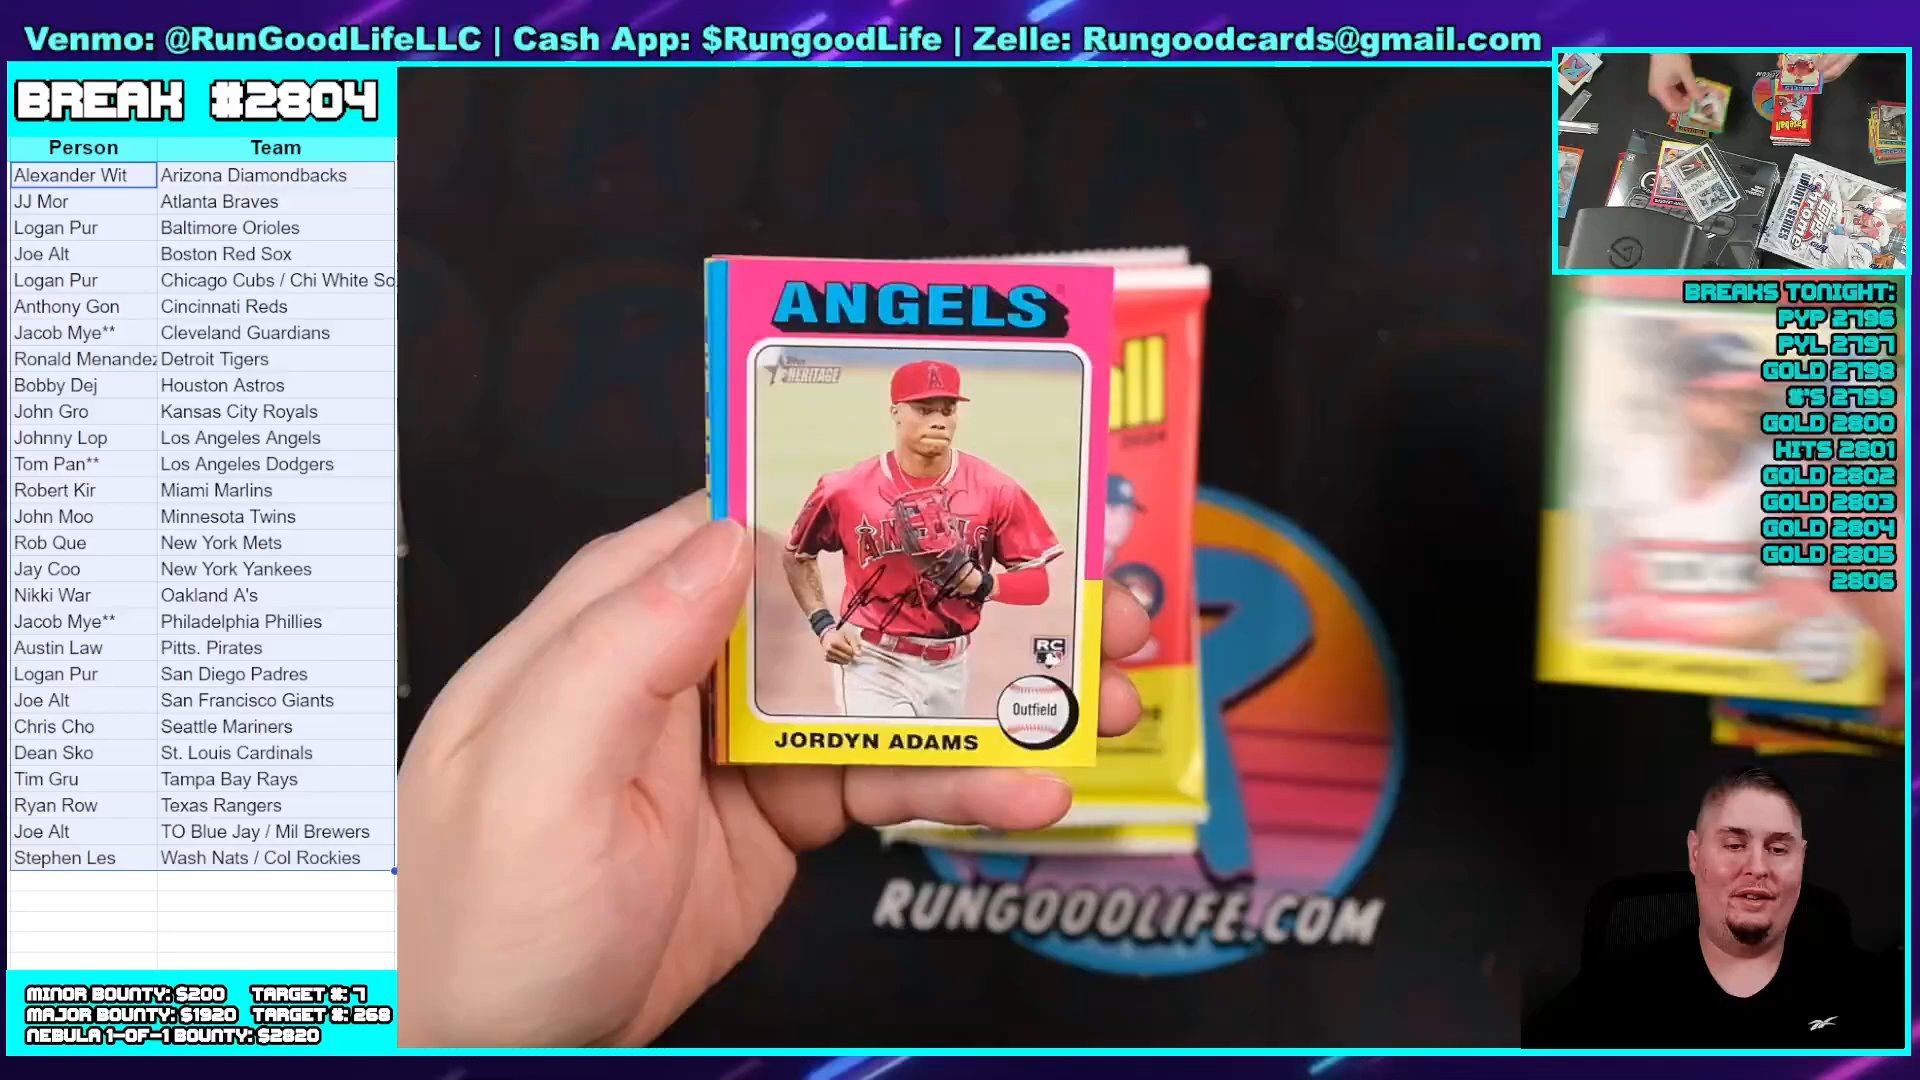 Venmo: @RunGoodLifeLLC | Cash App: $RungoodLife | Zelle: Rungoodcards@gmail.com
BREAK #2804
Person Team
Alexander Wit Arizona Diamondbacks
JJ Mor Atlanta Braves
Logan Pur Baltimore Orioles
Joe Alt Boston Red Sox
Logan Pur Chicago Cubs / Chi White So
Anthony Gon Cincinnati Reds
Jacob Mye** Cleveland Guardians
Ronald Menandez Detroit Tigers
Bobby Dej Houston Astros
John Gro Kansas City Royals
Johnny Lop Los Angeles Angels
Tom Pan** Los Angeles Dodgers
Robert Kir Miami Marlins
John Moo Minnesota Twins
Rob Que New York Mets
Jay Coo New York Yankees
Nikki War Oakland A's
Jacob Mye** Philadelphia Phillies
Austin Law Pitts. Pirates
Logan Pur San Diego Padres
Joe Alt San Francisco Giants
Chris Cho Seattle Mariners
Dean Sko St. Louis Cardinals
Tim Gru Tampa Bay Rays
Ryan Row Texas Rangers
Joe Alt TO Blue Jay / Mil Brewers
Stephen Les Wash Nats / Col Rockies
MINOR BOUNTY: $200 TARGET #: 7
MAJOR BOUNTY: $1920 TARGET #: 268
NEBULA 1-OF-1 BOUNTY: $2820
ANGELS
Topps
HERITAGE
ANGELS
RC
Outfield
JORDYN ADAMS
RUNGOODLIFE.COM
Baseball
Topps
Chrome
UPDATE SERIES
BREAKS TONIGHT:
PYP 2796
PYL 2797
GOLD 2798
#'S 2799
GOLD 2800
HITS 2801
GOLD 2802
GOLD 2803
GOLD 2804
GOLD 2805
2806